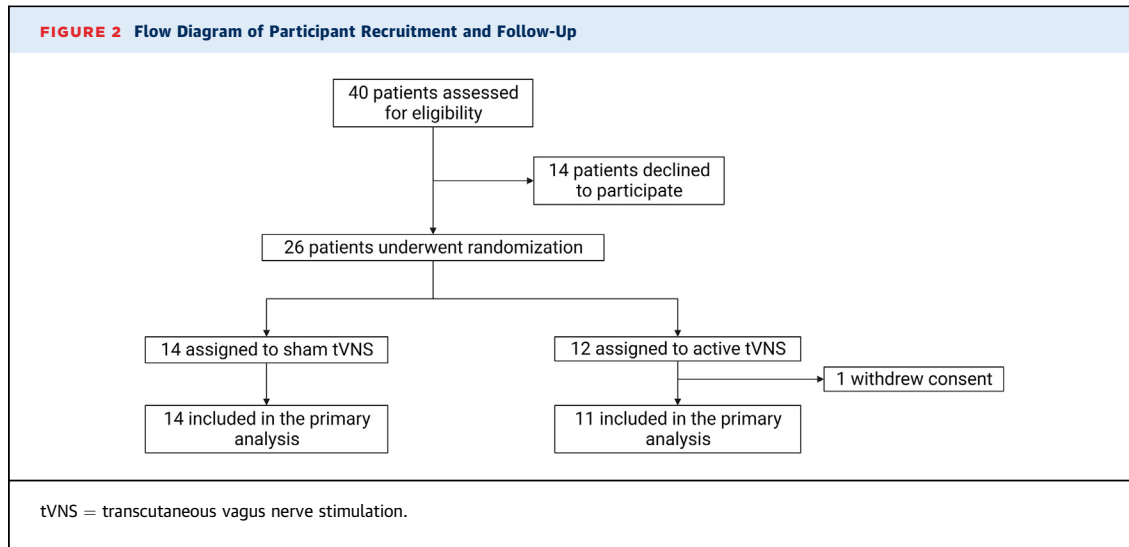 FIGURE 2 Flow Diagram of Participant Recruitment and Follow-Up
40 patients assessed
for eligibility
14 patients declined
to participate
26 patients underwent randomization
14 assigned to sham tVNS
12 assigned to active tVNS
1 withdrew consent
14 included in the primary
analysis
11 included in the primary
analysis
tVNS = transcutaneous vagus nerve stimulation.